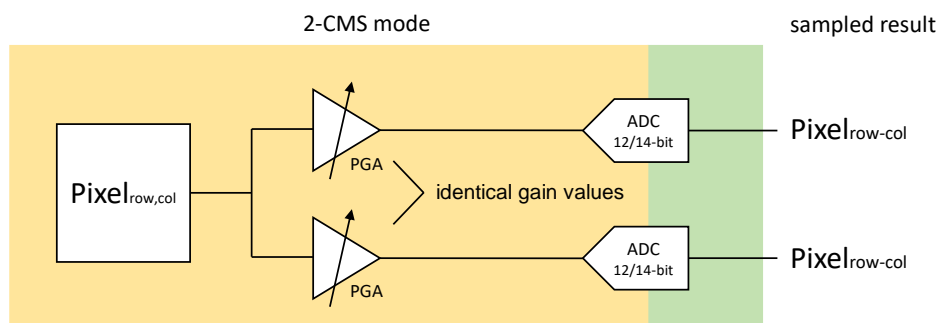 2-CMS mode
sampled result
ADC
12/14-bit
Pixelrow-col
PGA
Pixelrow,col
identical gain values
ADC
12/14-bit
Pixelrow-col
PGA